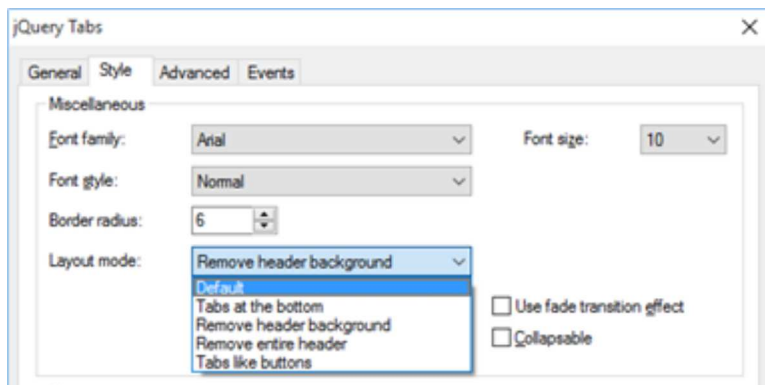 jQuery Tabs
General Style Advanced Events
Miscellaneous
Font family: Arial Font size: 10
Font style: Normal
Border radius: 6
Layout mode: Remove header background
Default
Tabs at the bottom Use fade transition effect
Remove header background
Remove entire header Collapsable
Tabs like buttons